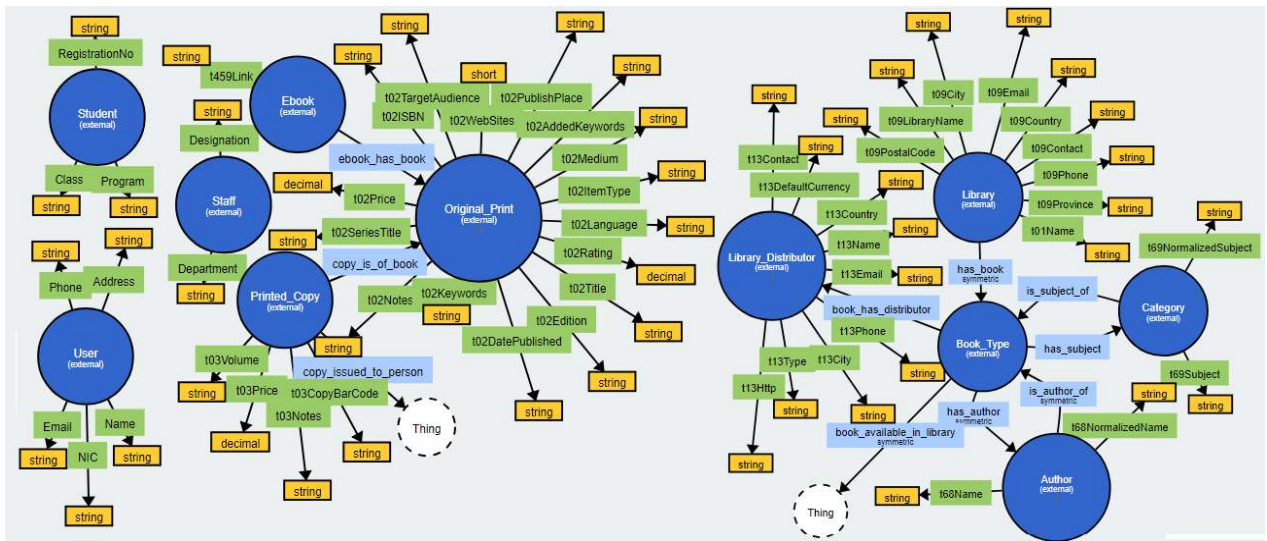 string
RegistrationNo
Student
(external)
Class
Program
string
string
string
t459Link
Ebook
(external)
string
Designation
Staff
(external)
Department
string
ebook_has_book
string
Phone
string
Address
User
(external)
Email
string
NIC
string
Name
string
string
t02ISBN
string
t02TargetAudience
short
t02WebSites
string
t02PublishPlace
string
t02AddedKeywords
string
t02Medium
Original_Print
(external)
t02ItemType
string
t02Language
string
t02Rating
decimal
t02Title
string
t02Edition
string
t02DatePublished
string
t02Keywords
string
t02Notes
string
decimal
t02Price
t02SeriesTitle
string
copy_is_of_book
Printed_Copy
(external)
t03Volume
string
t03Price
decimal
t03Notes
string
t03CopyBarCode
string
copy_issued_to_person
Thing
string
t13Contact
string
t13DefaultCurrency
string
t13Country
string
t13Name
string
t13Email
Library_Distributor
(external)
book_has_distributor
t13Phone
string
t13City
string
t13Type
string
t13Http
string
string
t09City
string
t09Email
string
t09LibraryName
string
t09Country
string
t09PostalCode
string
t09Contact
string
t09Phone
string
t09Province
string
t01Name
Library
(external)
has_book
symmetric
Book_Type
(external)
is_subject_of
has_subject
Category
(external)
string
t69NormalizedSubject
t69Subject
string
is_author_of
symmetric
has_author
symmetric
string
t68NormalizedName
Author
(external)
string
t68Name
book_available_in_library
symmetric
Thing